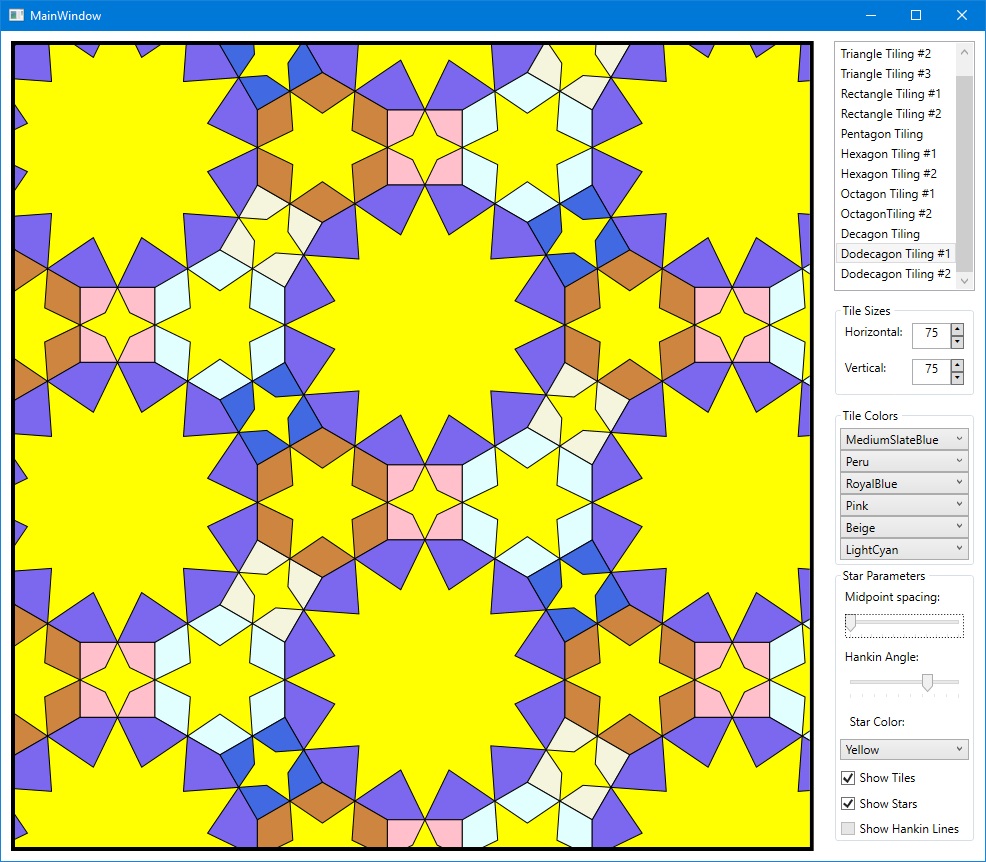 MainWindow
Triangle Tiling #2
Triangle Tiling #3
Rectangle Tiling #1
Rectangle Tiling #2
Pentagon Tiling
Hexagon Tiling #1
Hexagon Tiling #2
Octagon Tiling #1
OctagonTiling #2
Decagon Tiling
Dodecagon Tiling #1
Dodecagon Tiling #2
Tile Sizes
Horizontal: 75
Vertical: 75
Tile Colors
MediumSlateBlue
Peru
RoyalBlue
Pink
Beige
LightCyan
Star Parameters
Midpoint spacing:
Hankin Angle:
Star Color:
Yellow
Show Tiles
Show Stars
Show Hankin Lines